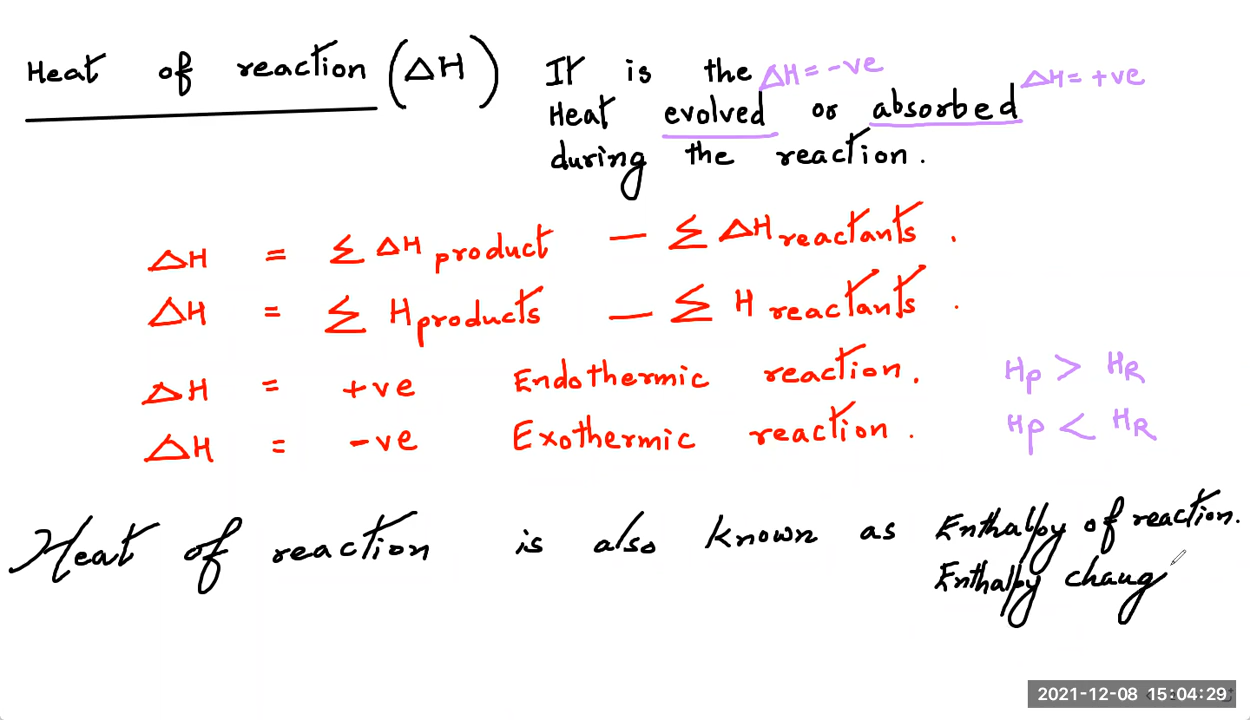 Heat of reaction (ΔH) It is the ΔH = -ve ΔH = +ve
Heat evolved or absorbed
during the reaction.
ΔH = Σ ΔH product — Σ ΔH reactants.
ΔH = Σ H products — Σ H reactants.
ΔH = +ve Endothermic reaction. Hp > HR
ΔH = -ve Exothermic reaction. Hp < HR
Heat of reaction is also known as Enthalpy of reaction.
Enthalpy chang
2021-12-08 15:04:29